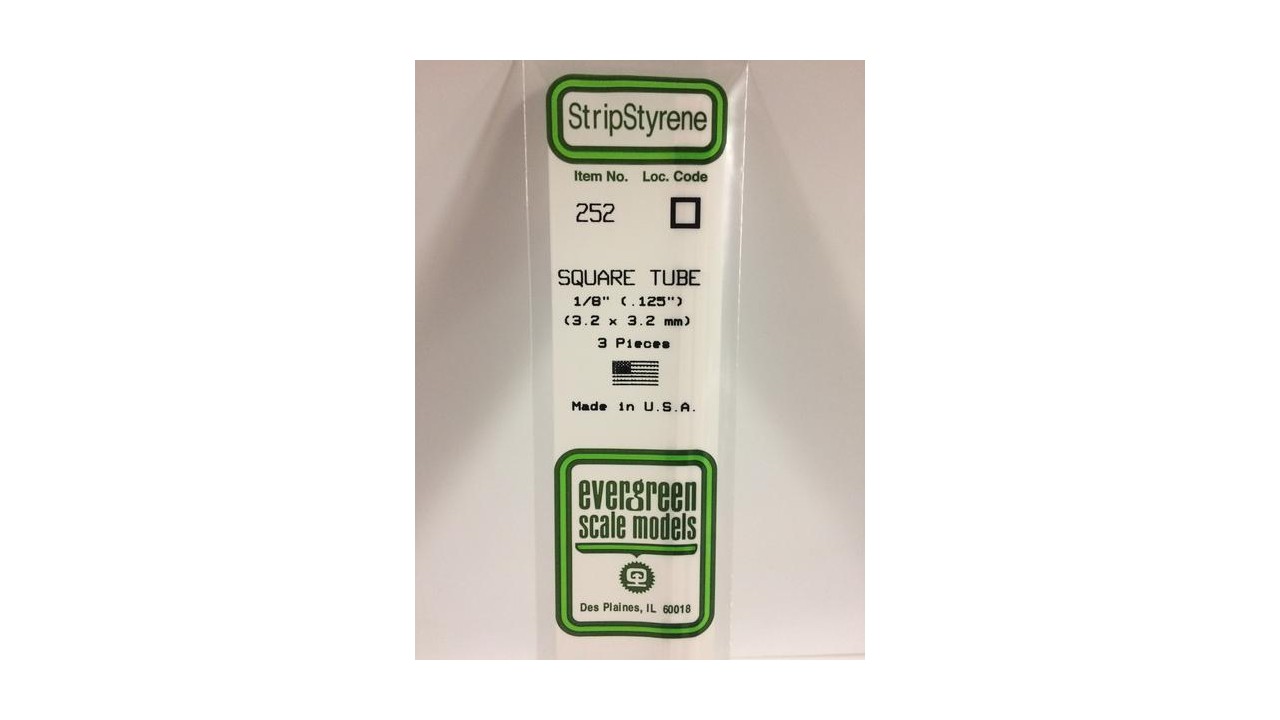 StripStyrene
Item No. Loc. Code
252
SQUARE TUBE
1/8" (.125")
(3.2 x 3.2 mm)
3 Pieces
Made in U.S.A.
evergreen
scale models
Des Plaines, IL 60018